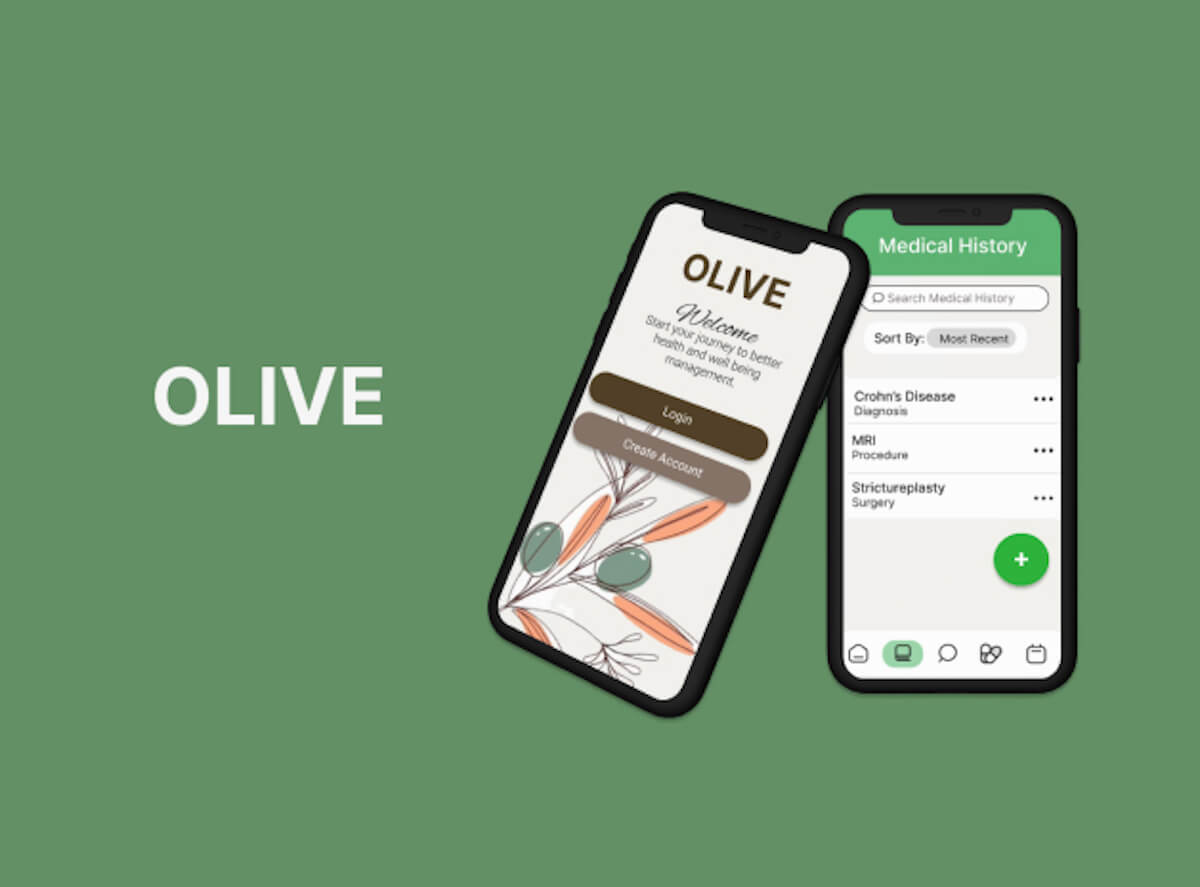 OLIVE
OLIVE
Welcome
Start your journey to better
health and well being
management.
Login
Create Account
Medical History
Search Medical History
Sort By: Most Recent
Crohn's Disease
Diagnosis
MRI
Procedure
Strictureplasty
Surgery
+